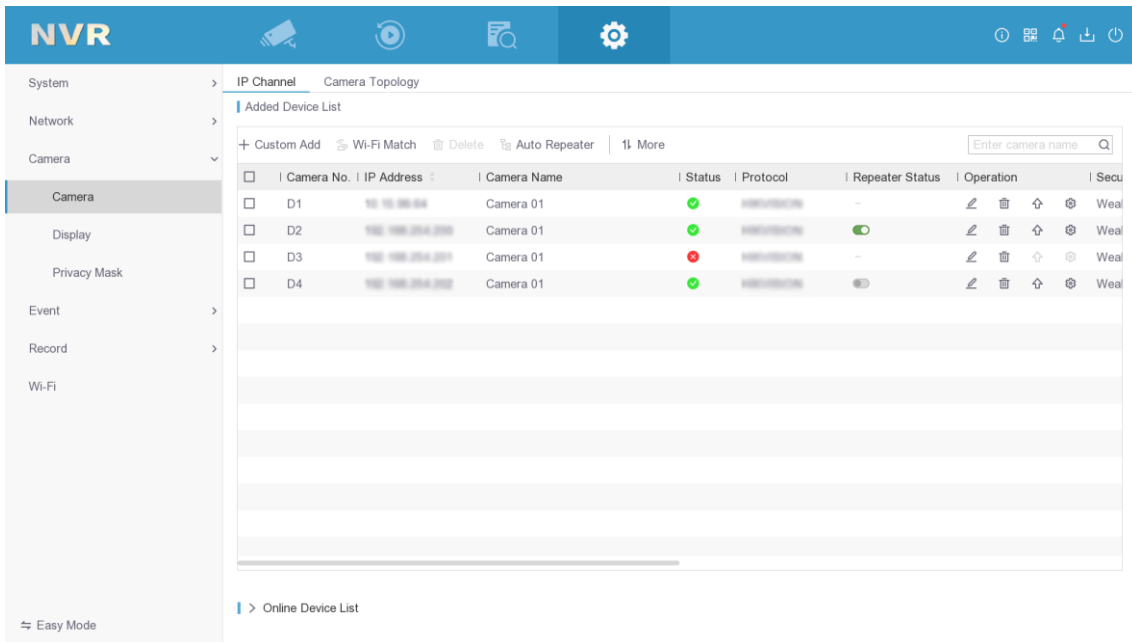 NVR
System
Network
Camera
Camera
Display
Privacy Mask
Event
Record
Wi-Fi
Easy Mode
IP Channel Camera Topology
Added Device List
Custom Add Wi-Fi Match Delete Auto Repeater More Enter camera name
Camera No. IP Address Camera Name Status Protocol Repeater Status Operation Secu
D1 Camera 01 – Weal
D2 Camera 01 Weal
D3 Camera 01 – Weal
D4 Camera 01 Weal
Online Device List